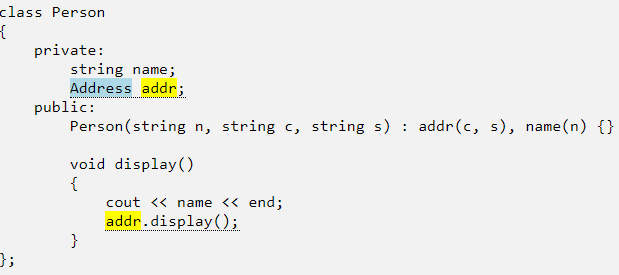 class Person
{
    private:
        string name;
        Address addr;
    public:
        Person(string n, string c, string s) : addr(c, s), name(n) {}

        void display()
        {
            cout << name << end;
            addr.display();
        }
};